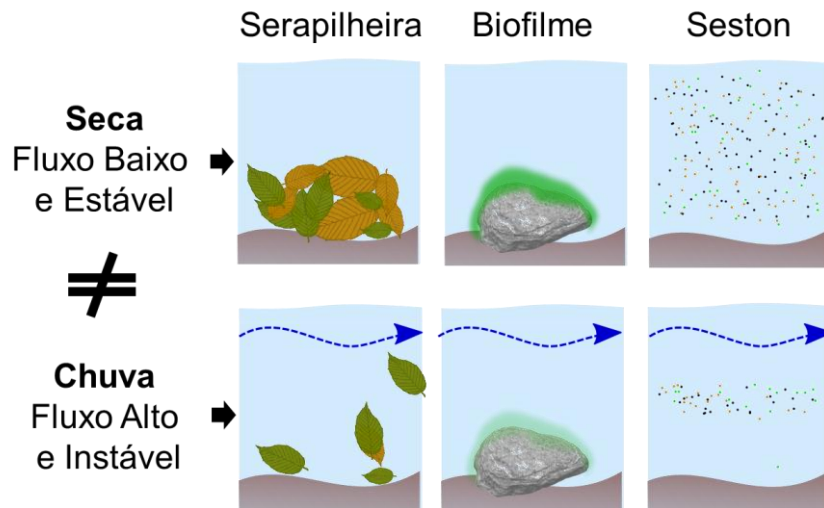 Serapilheira
Biofilme
Seston
Seca
Fluxo Baixo
e Estável
≠
Chuva
Fluxo Alto
e Instável